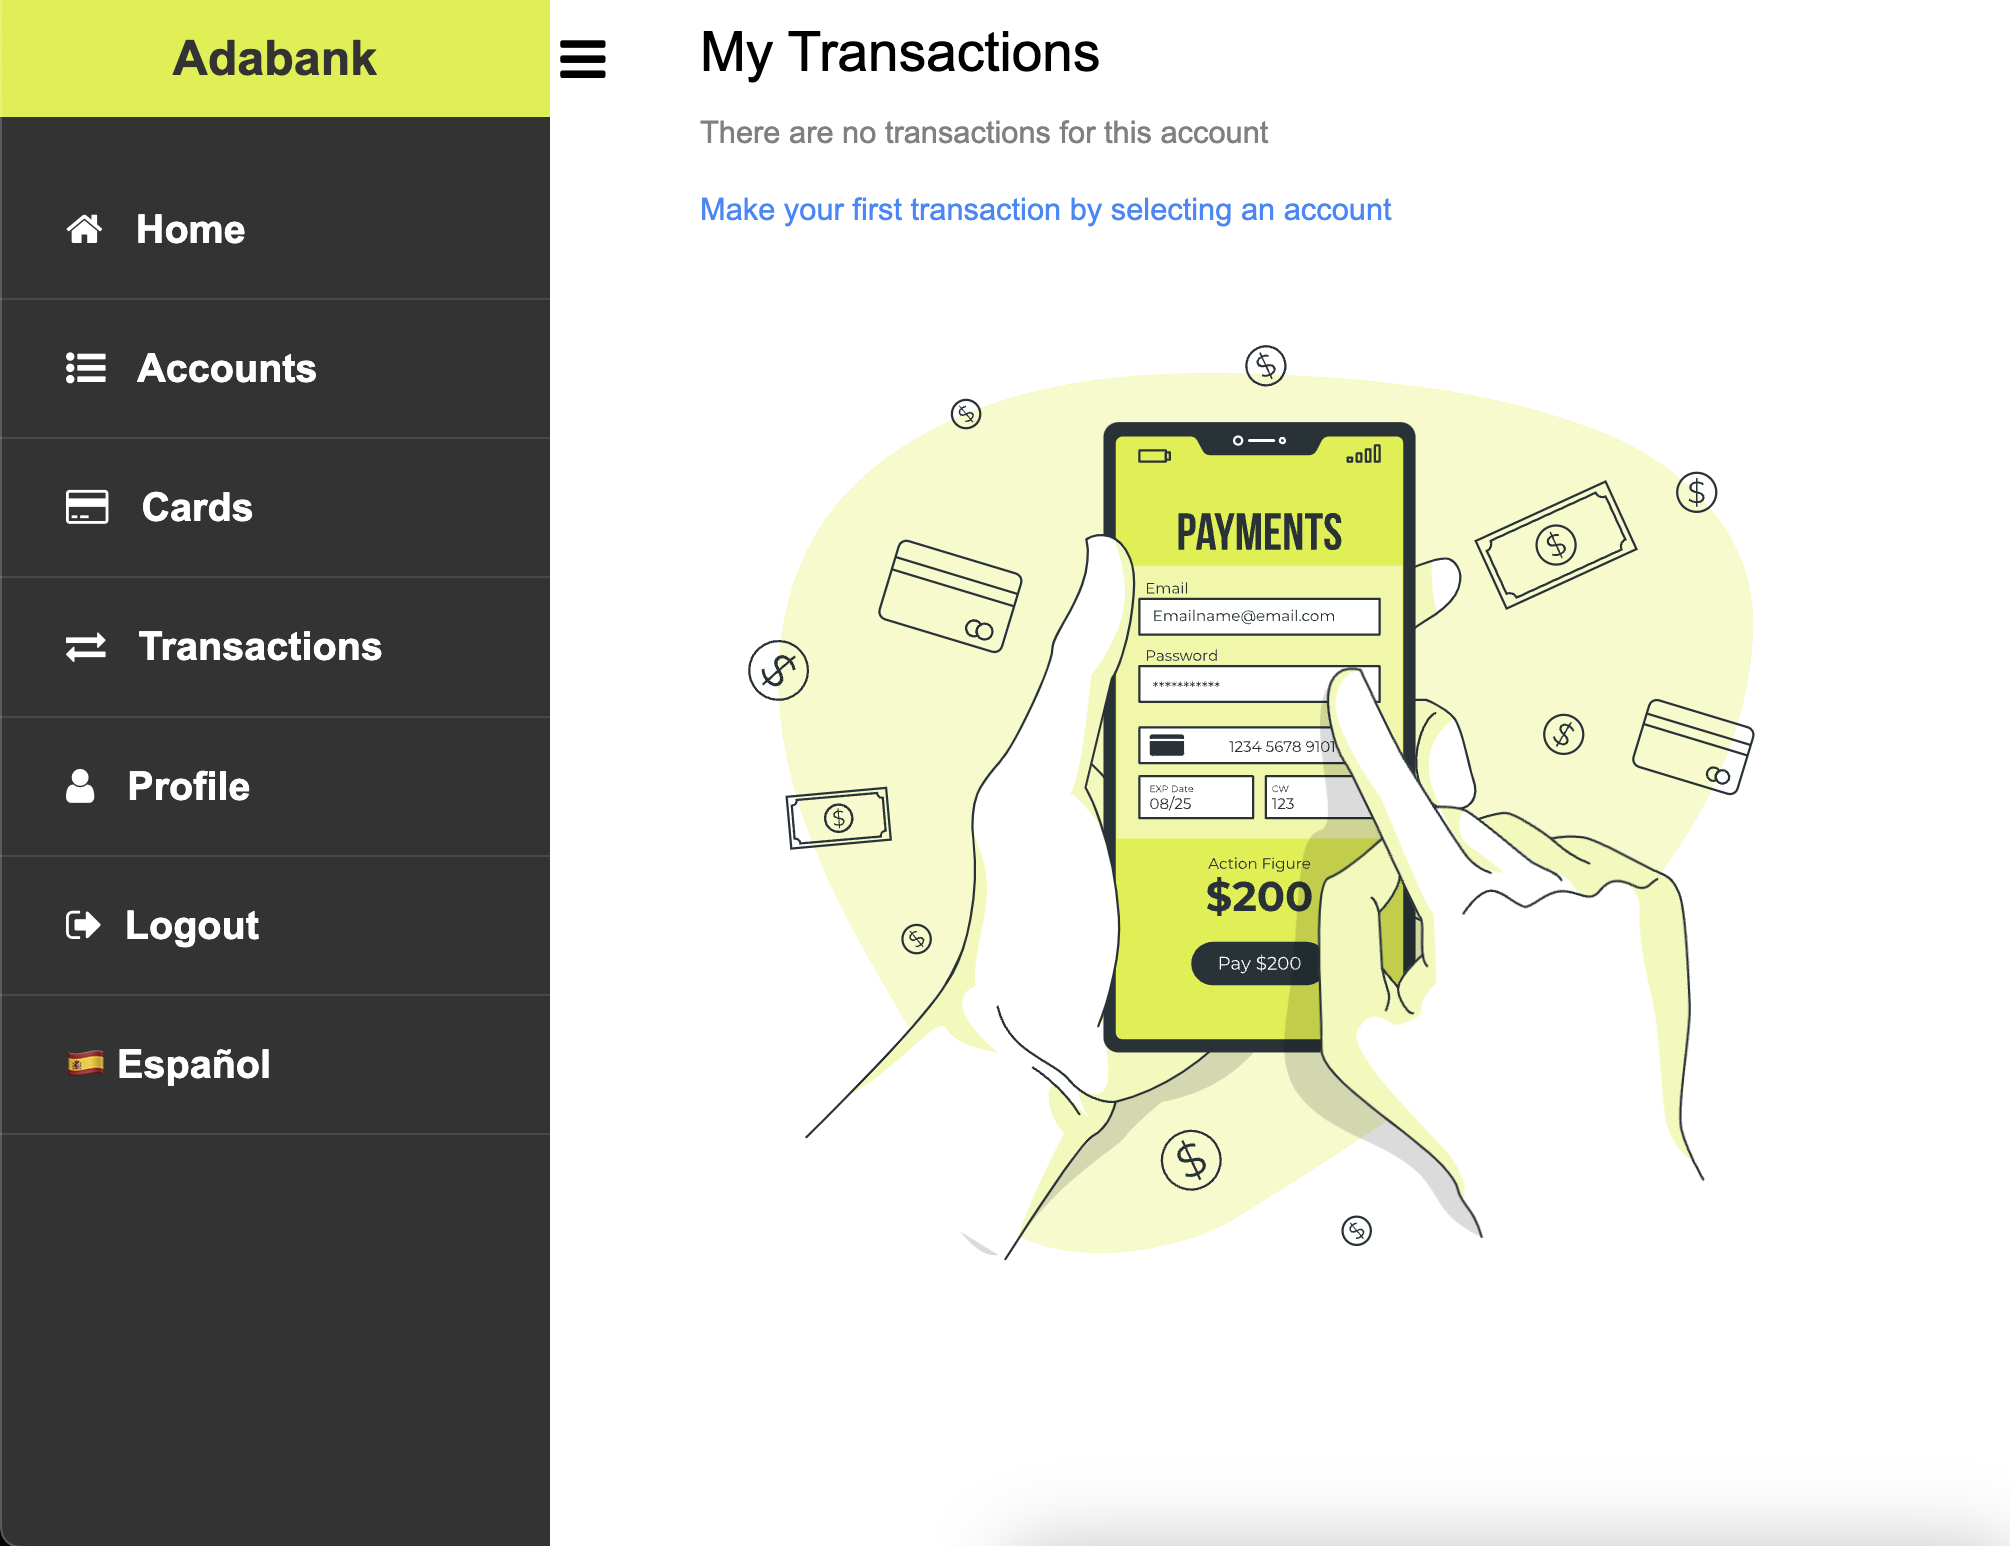 Adabank
Home
Accounts
Cards
Transactions
Profile
Logout
Español
My Transactions
There are no transactions for this account
Make your first transaction by selecting an account
PAYMENTS
Email
Emailname@email.com
Password
***********
1234 5678 9101
EXP Date
08/25
CW
123
Action Figure
$200
Pay $200